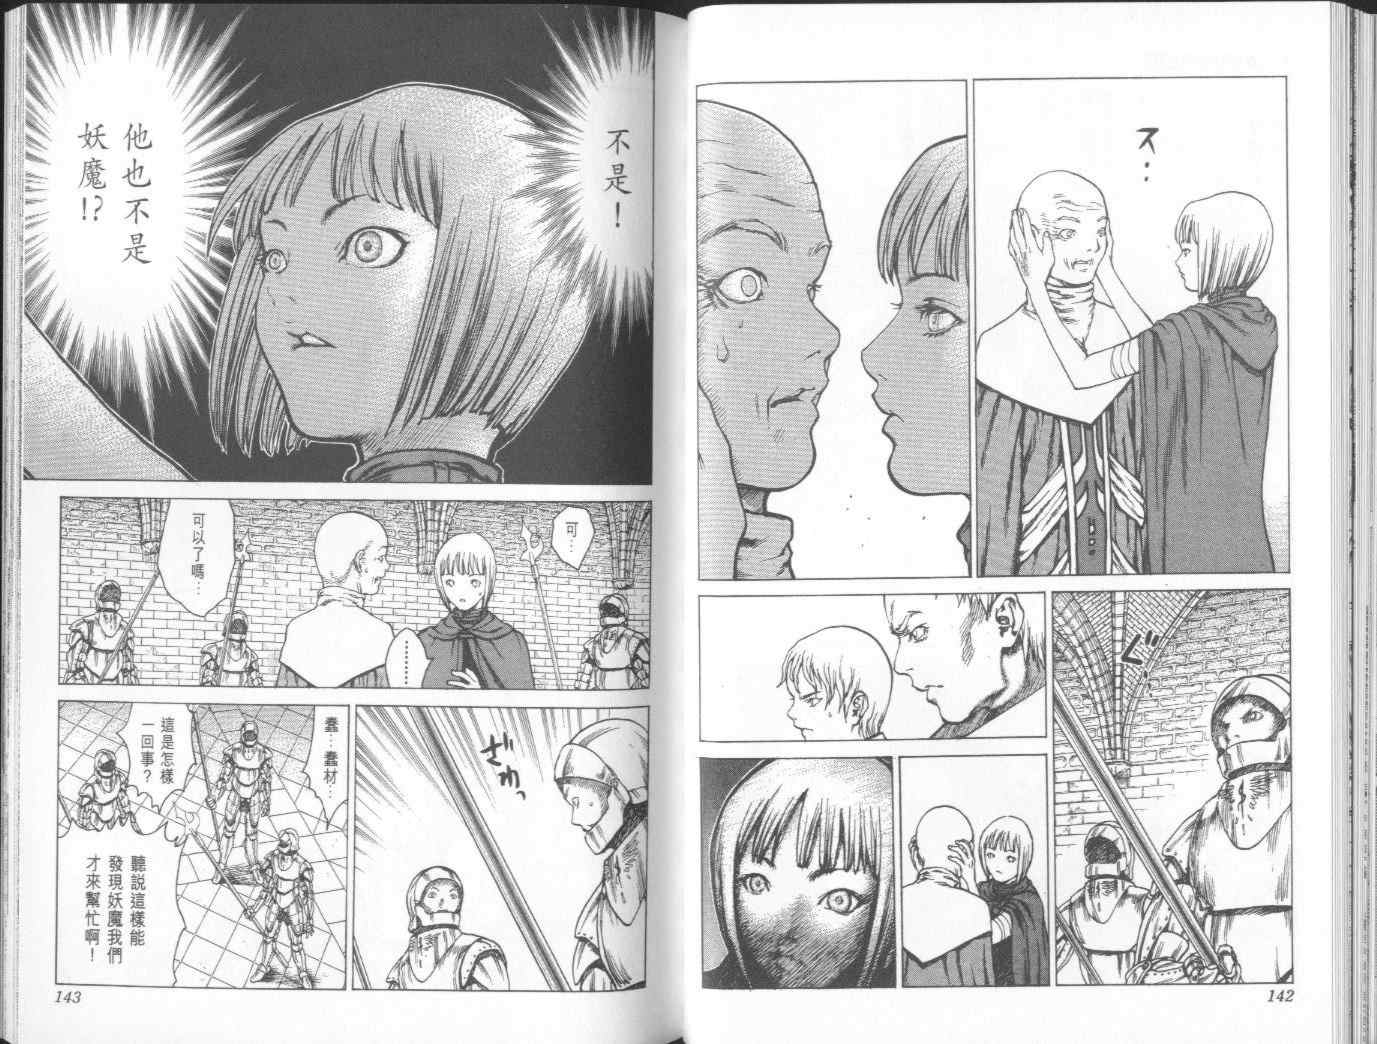 ス…
ぐ…
142
不是！
他也不是
妖魔！？
可…
可以了嗎…
………
ざわっ
蠢…蠢材…
這是怎樣
一回事？
聽説這樣能
發現妖魔我們
才來幫忙啊！
143